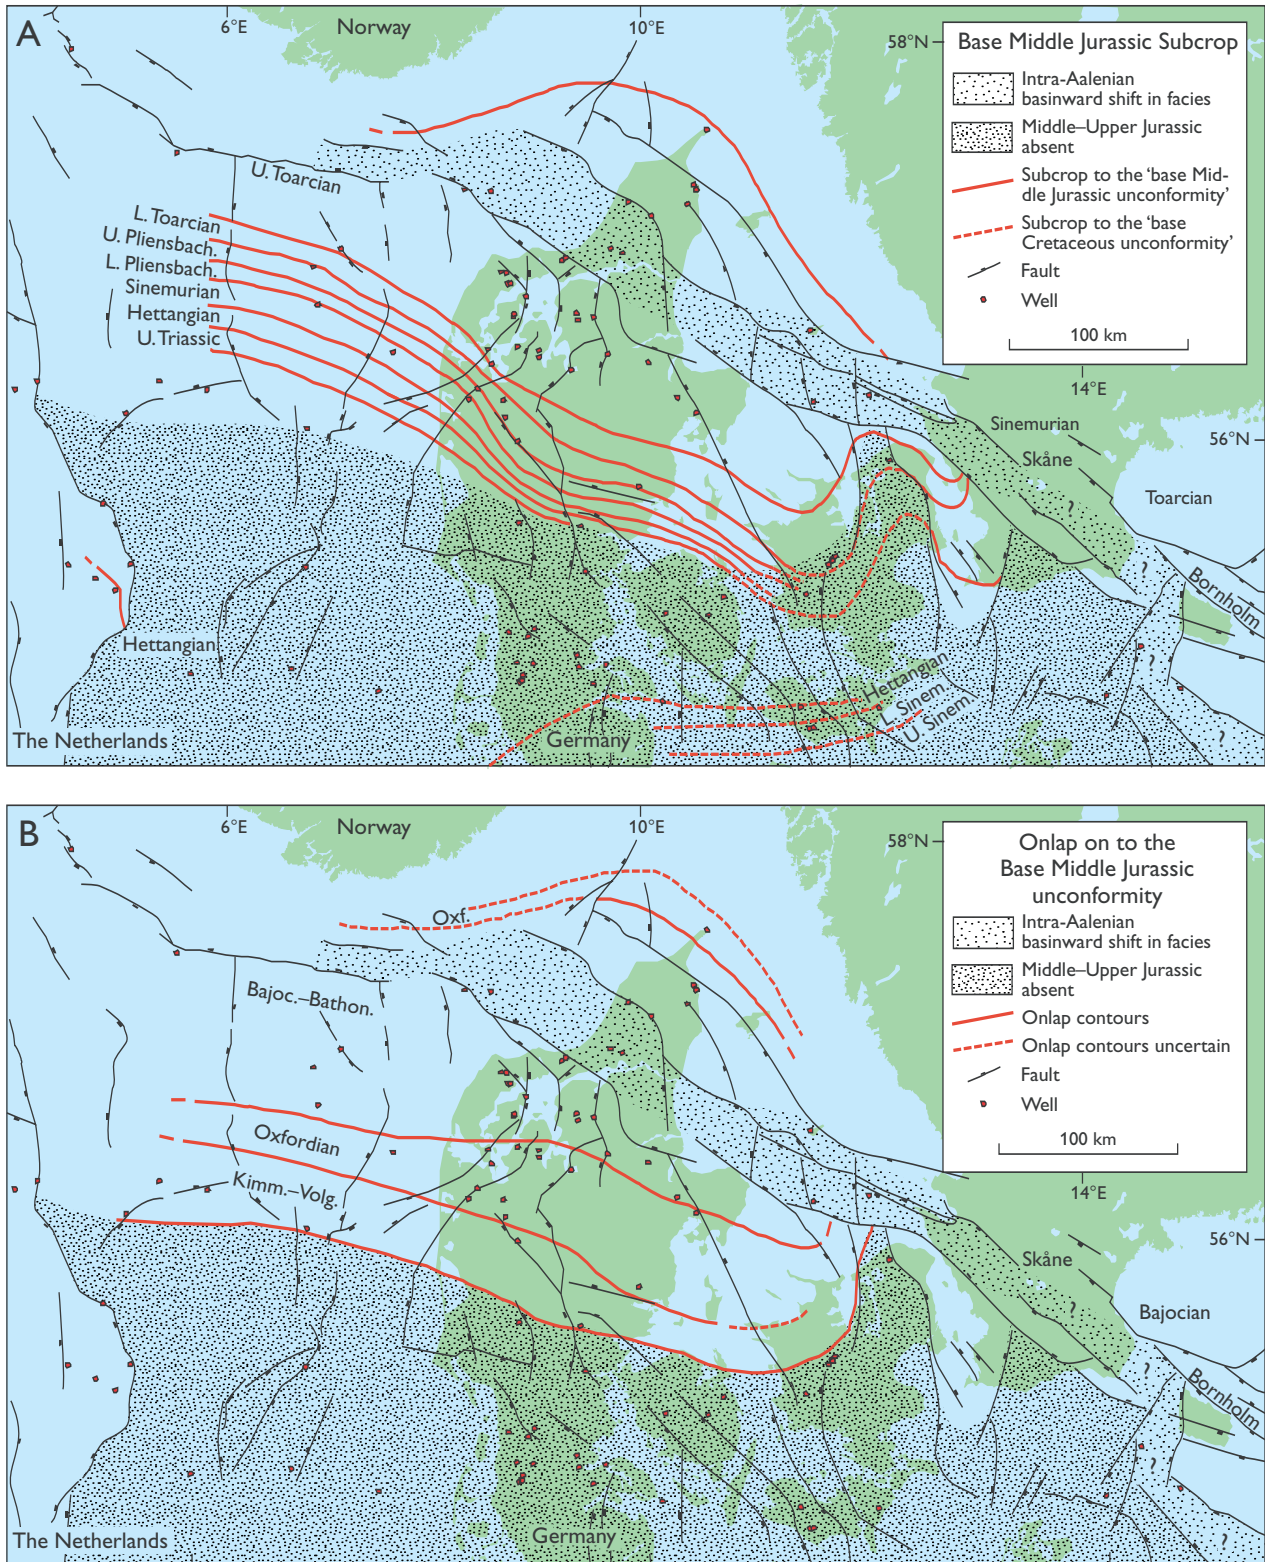 A
6°E
Norway
10°E
58°N
Base Middle Jurassic Subcrop
Intra-Aalenian
basinward shift in facies
Middle–Upper Jurassic
absent
Subcrop to the ‘base Mid-
dle Jurassic unconformity’
Subcrop to the ‘base
Cretaceous unconformity’
Fault
Well
100 km
14°E
56°N
U. Toarcian
L. Toarcian
U. Pliensbach.
L. Pliensbach.
Sinemurian
Hettangian
U. Triassic
Sinemurian
Skåne
Toarcian
?
?
Bornholm
Hettangian
?
?
Hettangian
L. Sinem.
U. Sinem.
The Netherlands
Germany
B
6°E
Norway
10°E
58°N
Onlap on to the
Base Middle Jurassic
unconformity
Intra-Aalenian
basinward shift in facies
Middle–Upper Jurassic
absent
Onlap contours
Onlap contours uncertain
Fault
Well
100 km
14°E
56°N
Oxf.
Bajoc.–Bathon.
Oxfordian
Kimm.–Volg.
Skåne
Bajocian
?
?
Bornholm
?
?
The Netherlands
Germany